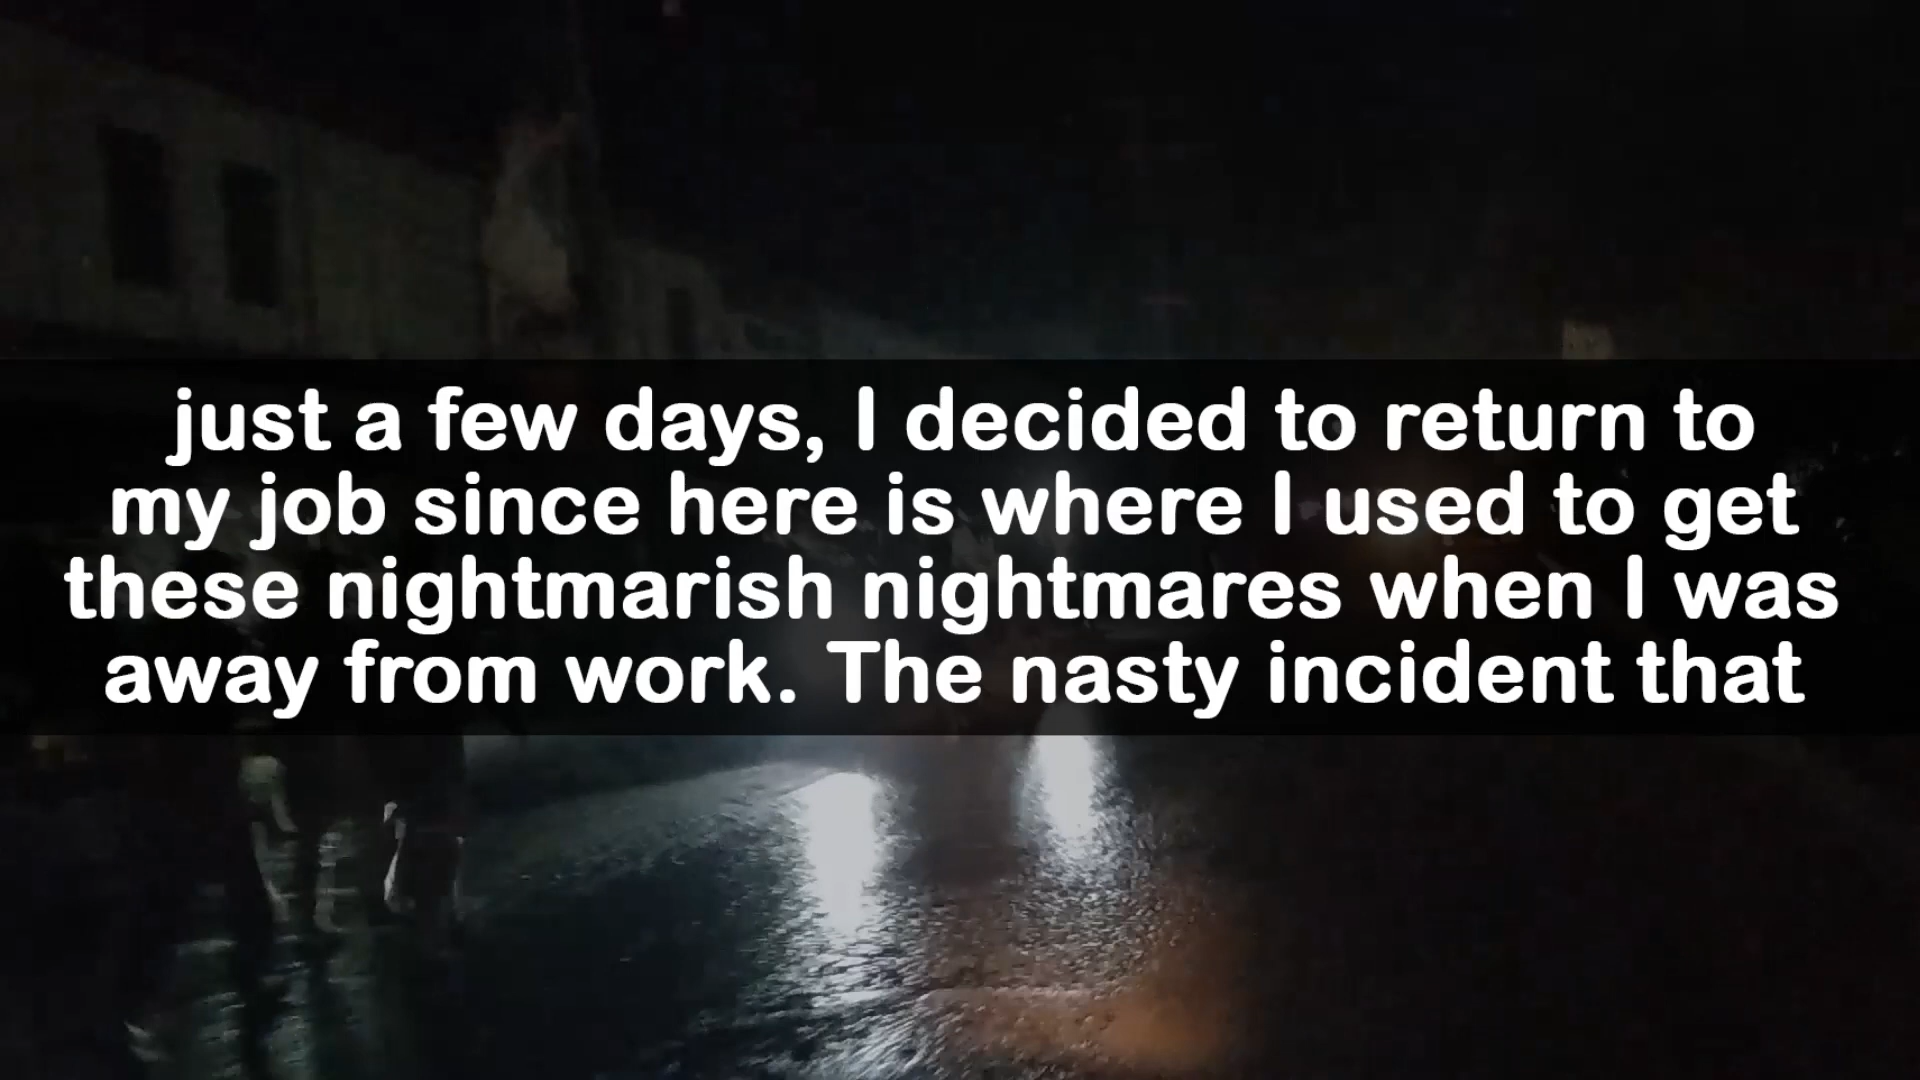 just a few days, I decided to return to
my job since here is where I used to get
these nightmarish nightmares when I was
away from work. The nasty incident that